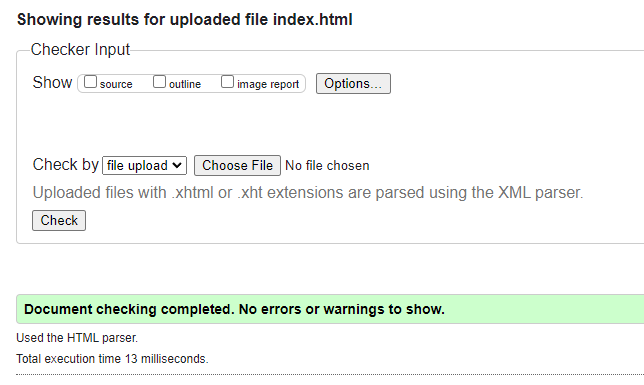 Showing results for uploaded file index.html
Checker Input
Show source outline image report Options...
Check by file upload Choose File No file chosen
Uploaded files with .xhtml or .xht extensions are parsed using the XML parser.
Check
Document checking completed. No errors or warnings to show.
Used the HTML parser.
Total execution time 13 milliseconds.